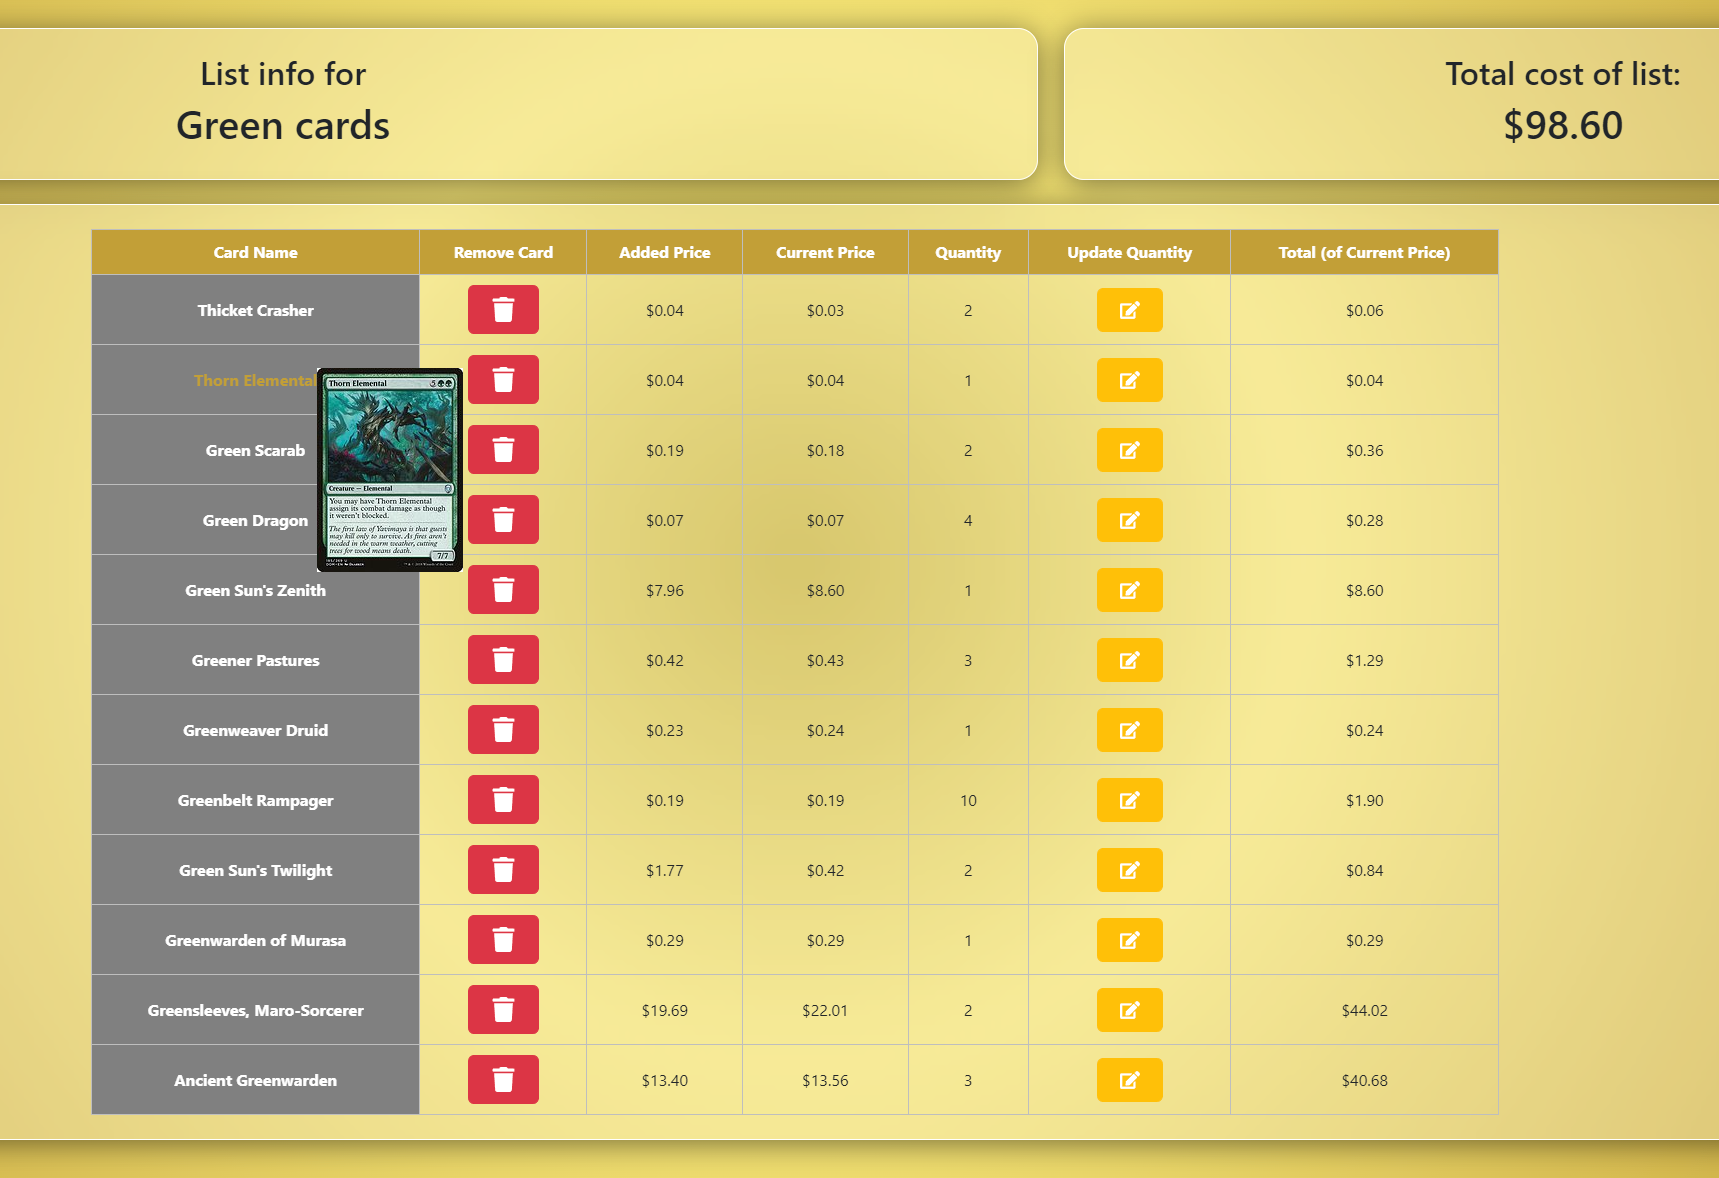 List info for
Green cards
Total cost of list:
$98.60
Card Name Remove Card Added Price Current Price Quantity Update Quantity Total (of Current Price)
Thicket Crasher $0.04 $0.03 2 $0.06
Thorn Elemental $0.04 $0.04 1 $0.04
Thorn Elemental 5
Creature — Elemental
You may have Thorn Elemental
assign its combat damage as though
it weren't blocked.
The first law of Yavimaya is that guests
may kill only to survive. As fires aren't
needed in the warm weather, cutting
trees for wood means death.
7/7
Green Scarab $0.19 $0.18 2 $0.36
Green Dragon $0.07 $0.07 4 $0.28
Green Sun's Zenith $7.96 $8.60 1 $8.60
Greener Pastures $0.42 $0.43 3 $1.29
Greenweaver Druid $0.23 $0.24 1 $0.24
Greenbelt Rampager $0.19 $0.19 10 $1.90
Green Sun's Twilight $1.77 $0.42 2 $0.84
Greenwarden of Murasa $0.29 $0.29 1 $0.29
Greensleeves, Maro-Sorcerer $19.69 $22.01 2 $44.02
Ancient Greenwarden $13.40 $13.56 3 $40.68